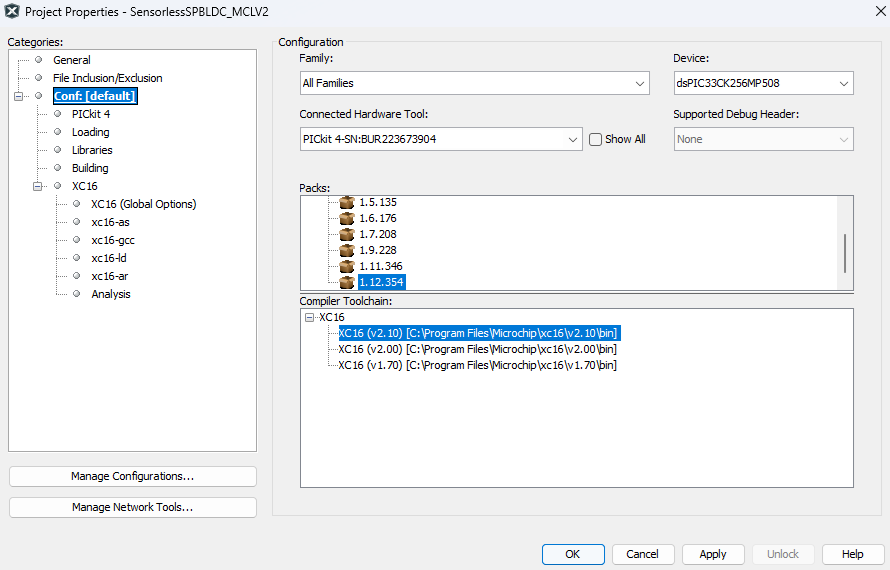 Project Properties - SensorlessSPBLDC_MCLV2
Categories:
General
File Inclusion/Exclusion
Conf: [default]
PICkit 4
Loading
Libraries
Building
XC16
XC16 (Global Options)
xc16-as
xc16-gcc
xc16-ld
xc16-ar
Analysis
Manage Configurations...
Manage Network Tools...
Configuration
Family:
Device:
All Families
dsPIC33CK256MP508
Connected Hardware Tool:
Supported Debug Header:
PICkit 4-SN:BUR223673904
Show All
None
Packs:
1.5.135
1.6.176
1.7.208
1.9.228
1.11.346
1.12.354
Compiler Toolchain:
XC16
XC16 (v2.10) [C:\Program Files\Microchip\xc16\v2.10\bin]
XC16 (v2.00) [C:\Program Files\Microchip\xc16\v2.00\bin]
XC16 (v1.70) [C:\Program Files\Microchip\xc16\v1.70\bin]
OK
Cancel
Apply
Unlock
Help